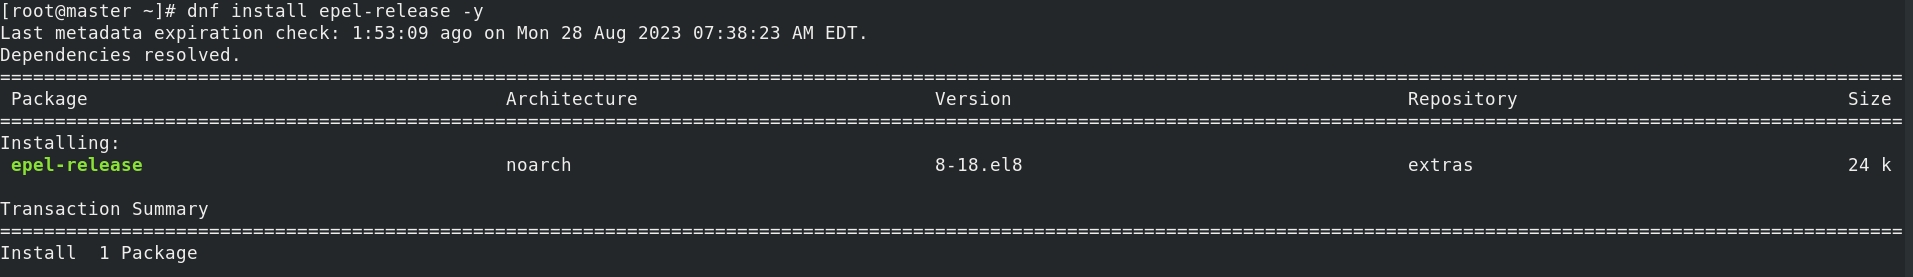 [root@master ~]# dnf install epel-release -y
Last metadata expiration check: 1:53:09 ago on Mon 28 Aug 2023 07:38:23 AM EDT.
Dependencies resolved.
================================================================================
Package Architecture Version Repository Size
================================================================================
Installing:
epel-release noarch 8-18.el8 extras 24 k
Transaction Summary
================================================================================
Install  1 Package